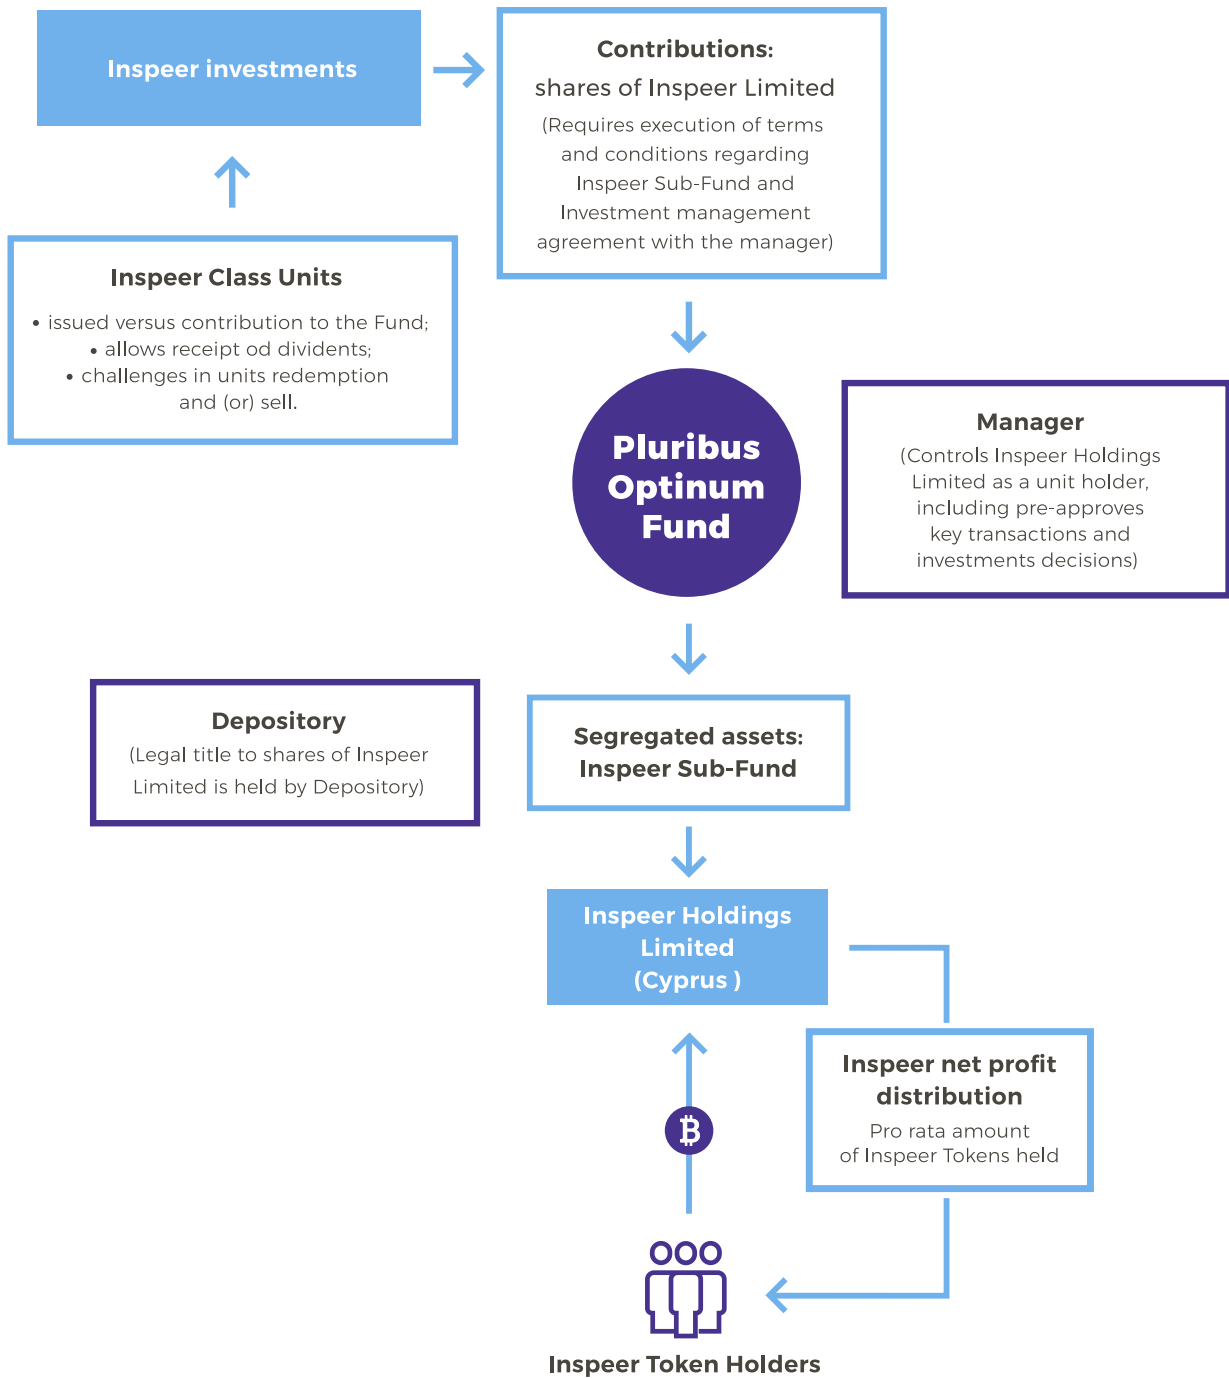 Inspeer investments
Contributions:
shares of Inspeer Limited
(Requires execution of terms
and conditions regarding
Inspeer Sub-Fund and
Investment management
agreement with the manager)
Inspeer Class Units
• issued versus contribution to the Fund;
• allows receipt od dividents;
• challenges in units redemption
and (or) sell.
Pluribus
Optinum
Fund
Manager
(Controls Inspeer Holdings
Limited as a unit holder,
including pre-approves
key transactions and
investments decisions)
Depository
(Legal title to shares of Inspeer
Limited is held by Depository)
Segregated assets:
Inspeer Sub-Fund
Inspeer Holdings
Limited
(Cyprus )
Inspeer net profit
distribution
Pro rata amount
of Inspeer Tokens held
₿
Inspeer Token Holders